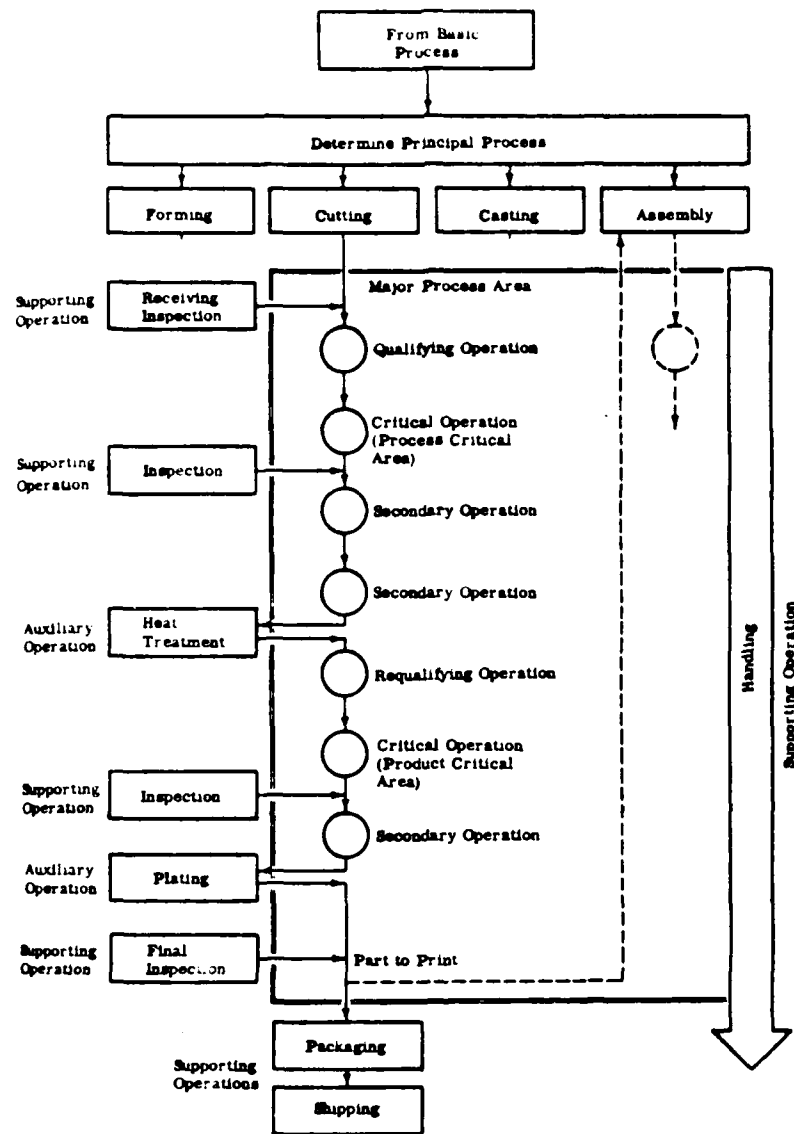 From Basic
Process
Determine Principal Process
Forming
Cutting
Casting
Assembly
Major Process Area
Supporting
Operation
Receiving
Inspection
Qualifying Operation
Critical Operation
(Process Critical
Area)
Supporting
Operation
Inspection
Secondary Operation
Secondary Operation
Auxiliary
Operation
Heat
Treatment
Requalifying Operation
Critical Operation
(Product Critical
Area)
Supporting
Operation
Inspection
Secondary Operation
Auxiliary
Operation
Plating
Supporting
Operation
Final
Inspection
Part to Print
Handling
Supporting Operation
Packaging
Supporting
Operations
Shipping